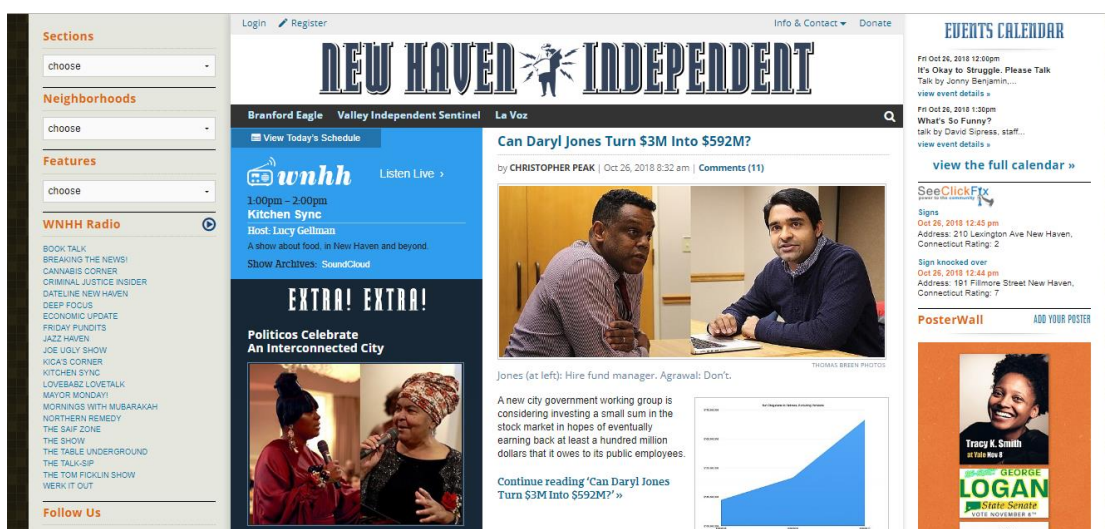 Sections
choose
Neighborhoods
choose
Features
choose
WNHH Radio
BOOK TALK
BREAKING THE NEWS!
CANNABIS CORNER
CRIMINAL JUSTICE INSIDER
DATELINE NEW HAVEN
DEEP FOCUS
ECONOMIC UPDATE
FRIDAY PUNDITS
JAZZ HAVEN
JOE UGLY SHOW
KICA'S CORNER
KITCHEN SYNC
LOVEBABZ LOVETALK
MAYOR MONDAY!
MORNINGS WITH MUBARAKAH
NORTHERN REMEDY
THE SAIF ZONE
THE SHOW
THE TABLE UNDERGROUND
THE TALK-SIP
THE TOM FICKLIN SHOW
WERK IT OUT
Follow Us
Login Register
Info & Contact Donate
NEW HAVEN INDEPENDENT
Branford Eagle Valley Independent Sentinel La Voz
View Today's Schedule
wnhh Listen Live ›
1:00pm – 2:00pm
Kitchen Sync
Host: Lucy Gellman
A show about food, in New Haven and beyond.
Show Archives: SoundCloud
EXTRA! EXTRA!
Politicos Celebrate
An Interconnected City
Can Daryl Jones Turn $3M Into $592M?
by CHRISTOPHER PEAK | Oct 26, 2018 8:32 am | Comments (11)
THOMAS BREEN PHOTOS
Jones (at left): Hire fund manager. Agrawal: Don't.
A new city government working group is
considering investing a small sum in the
stock market in hopes of eventually
earning back at least a hundred million
dollars that it owes to its public employees.
Continue reading ‘Can Daryl Jones
Turn $3M Into $592M?’ »
EVENTS CALENDAR
Fri Oct 26, 2018 12:00pm
It's Okay to Struggle. Please Talk
Talk by Jonny Benjamin,...
view event details »
Fri Oct 26, 2018 1:30pm
What's So Funny?
talk by David Sipress, staff...
view event details »
view the full calendar »
SeeClickFix
power to the community
Signs
Oct 26, 2018 12:45 pm
Address: 210 Lexington Ave New Haven,
Connecticut Rating: 2
Sign knocked over
Oct 26, 2018 12:44 pm
Address: 191 Fillmore Street New Haven,
Connecticut Rating: 7
PosterWall ADD YOUR POSTER
Tracy K. Smith
at Yale Nov 8
GEORGE
LOGAN
State Senate
VOTE NOVEMBER 6TH